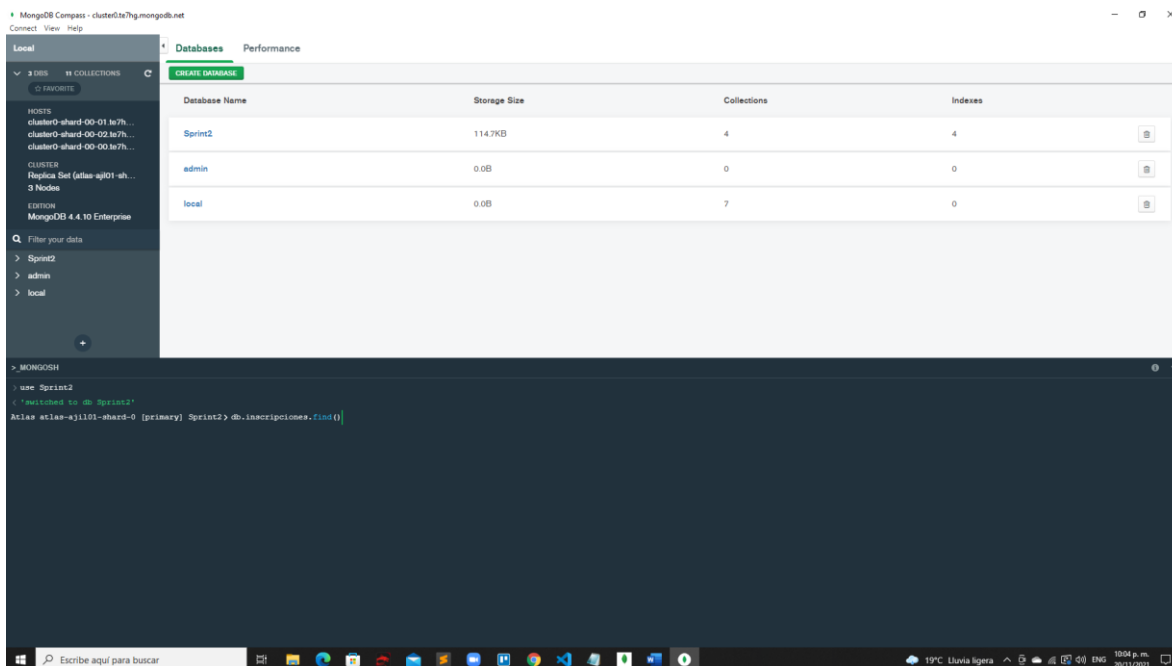 MongoDB Compass - cluster0.te7hg.mongodb.net
Connect View Help
Local
Databases Performance
3 DBS 11 COLLECTIONS
FAVORITE
CREATE DATABASE
Database Name Storage Size Collections Indexes
Sprint2 114.7KB 4 4
admin 0.0B 0 0
local 0.0B 7 0
HOSTS
cluster0-shard-00-01.te7h...
cluster0-shard-00-02.te7h...
cluster0-shard-00-00.te7h...
CLUSTER
Replica Set (atlas-ajil01-sh...
3 Nodes
EDITION
MongoDB 4.4.10 Enterprise
Filter your data
> Sprint2
> admin
> local
>_MONGOSH
> use Sprint2
< 'switched to db Sprint2'
Atlas atlas-ajil01-shard-0 [primary] Sprint2> db.inscripciones.find()
Escribe aquí para buscar
19°C Lluvia ligera ENG
10:04 p. m.
20/11/2021